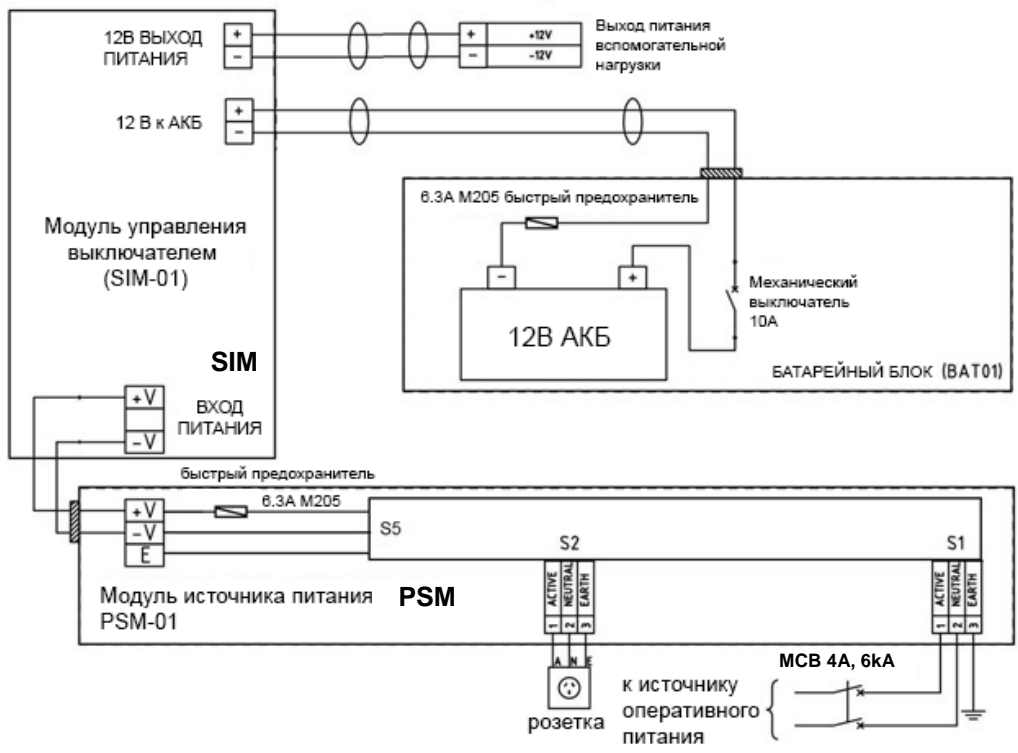 12В ВЫХОД
ПИТАНИЯ
+
−
+ +12V
− -12V
Выход питания
вспомогательной
нагрузки
12 В к АКБ
+
−
6.3А М205 быстрый предохранитель
Модуль управления
выключателем
(SIM-01)
− +
12В АКБ
Механический
выключатель
10А
SIM
БАТАРЕЙНЫЙ БЛОК (BAT01)
+V
−V
ВХОД
ПИТАНИЯ
быстрый предохранитель
6.3А М205
+V
−V
E
S5
S2
S1
ACTIVE NEUTRAL EARTH
1 2 3
ACTIVE NEUTRAL EARTH
1 2 3
Модуль источника питания
PSM-01
PSM
A N E
розетка
МСВ 4А, 6kA
к источнику
оперативного
питания